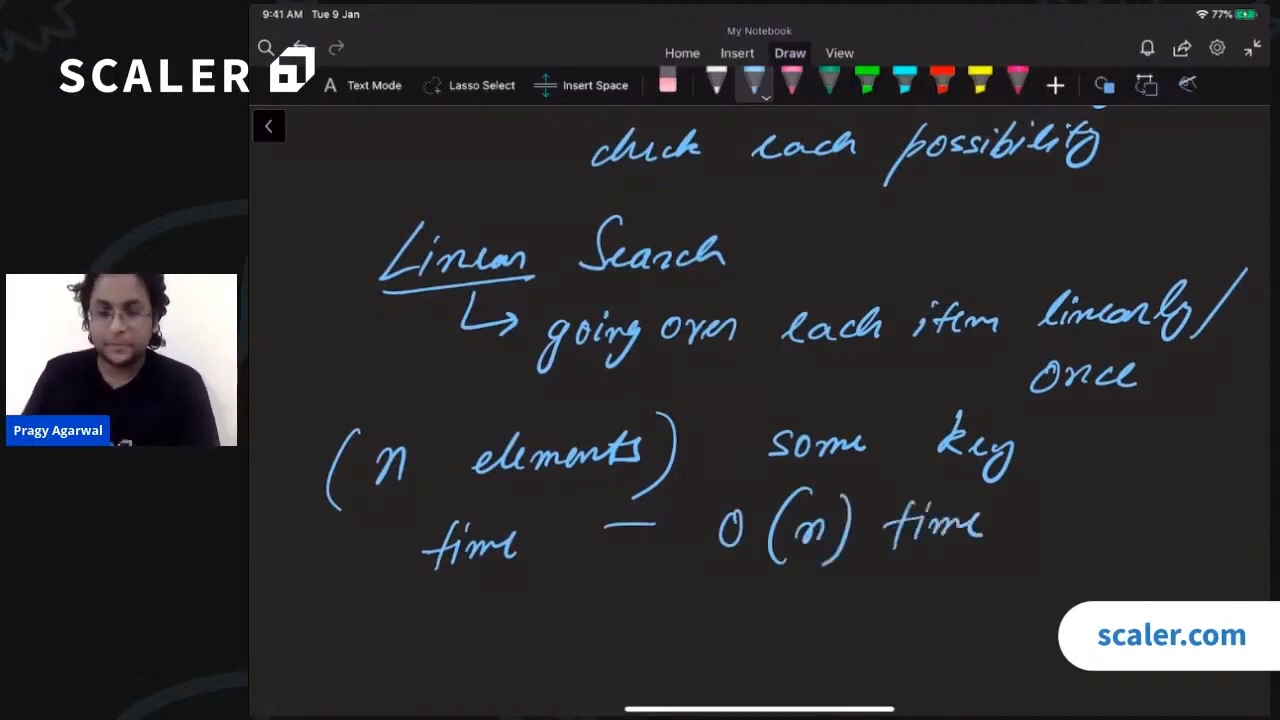 9:41 AM Tue 9 Jan
77%
My Notebook
Home Insert Draw View
SCALER
Text Mode Lasso Select Insert Space
check each possibility
Linear Search
going over each item linearly/
once
Pragy Agarwal
(n elements) some key
time — O(n) time
scaler.com